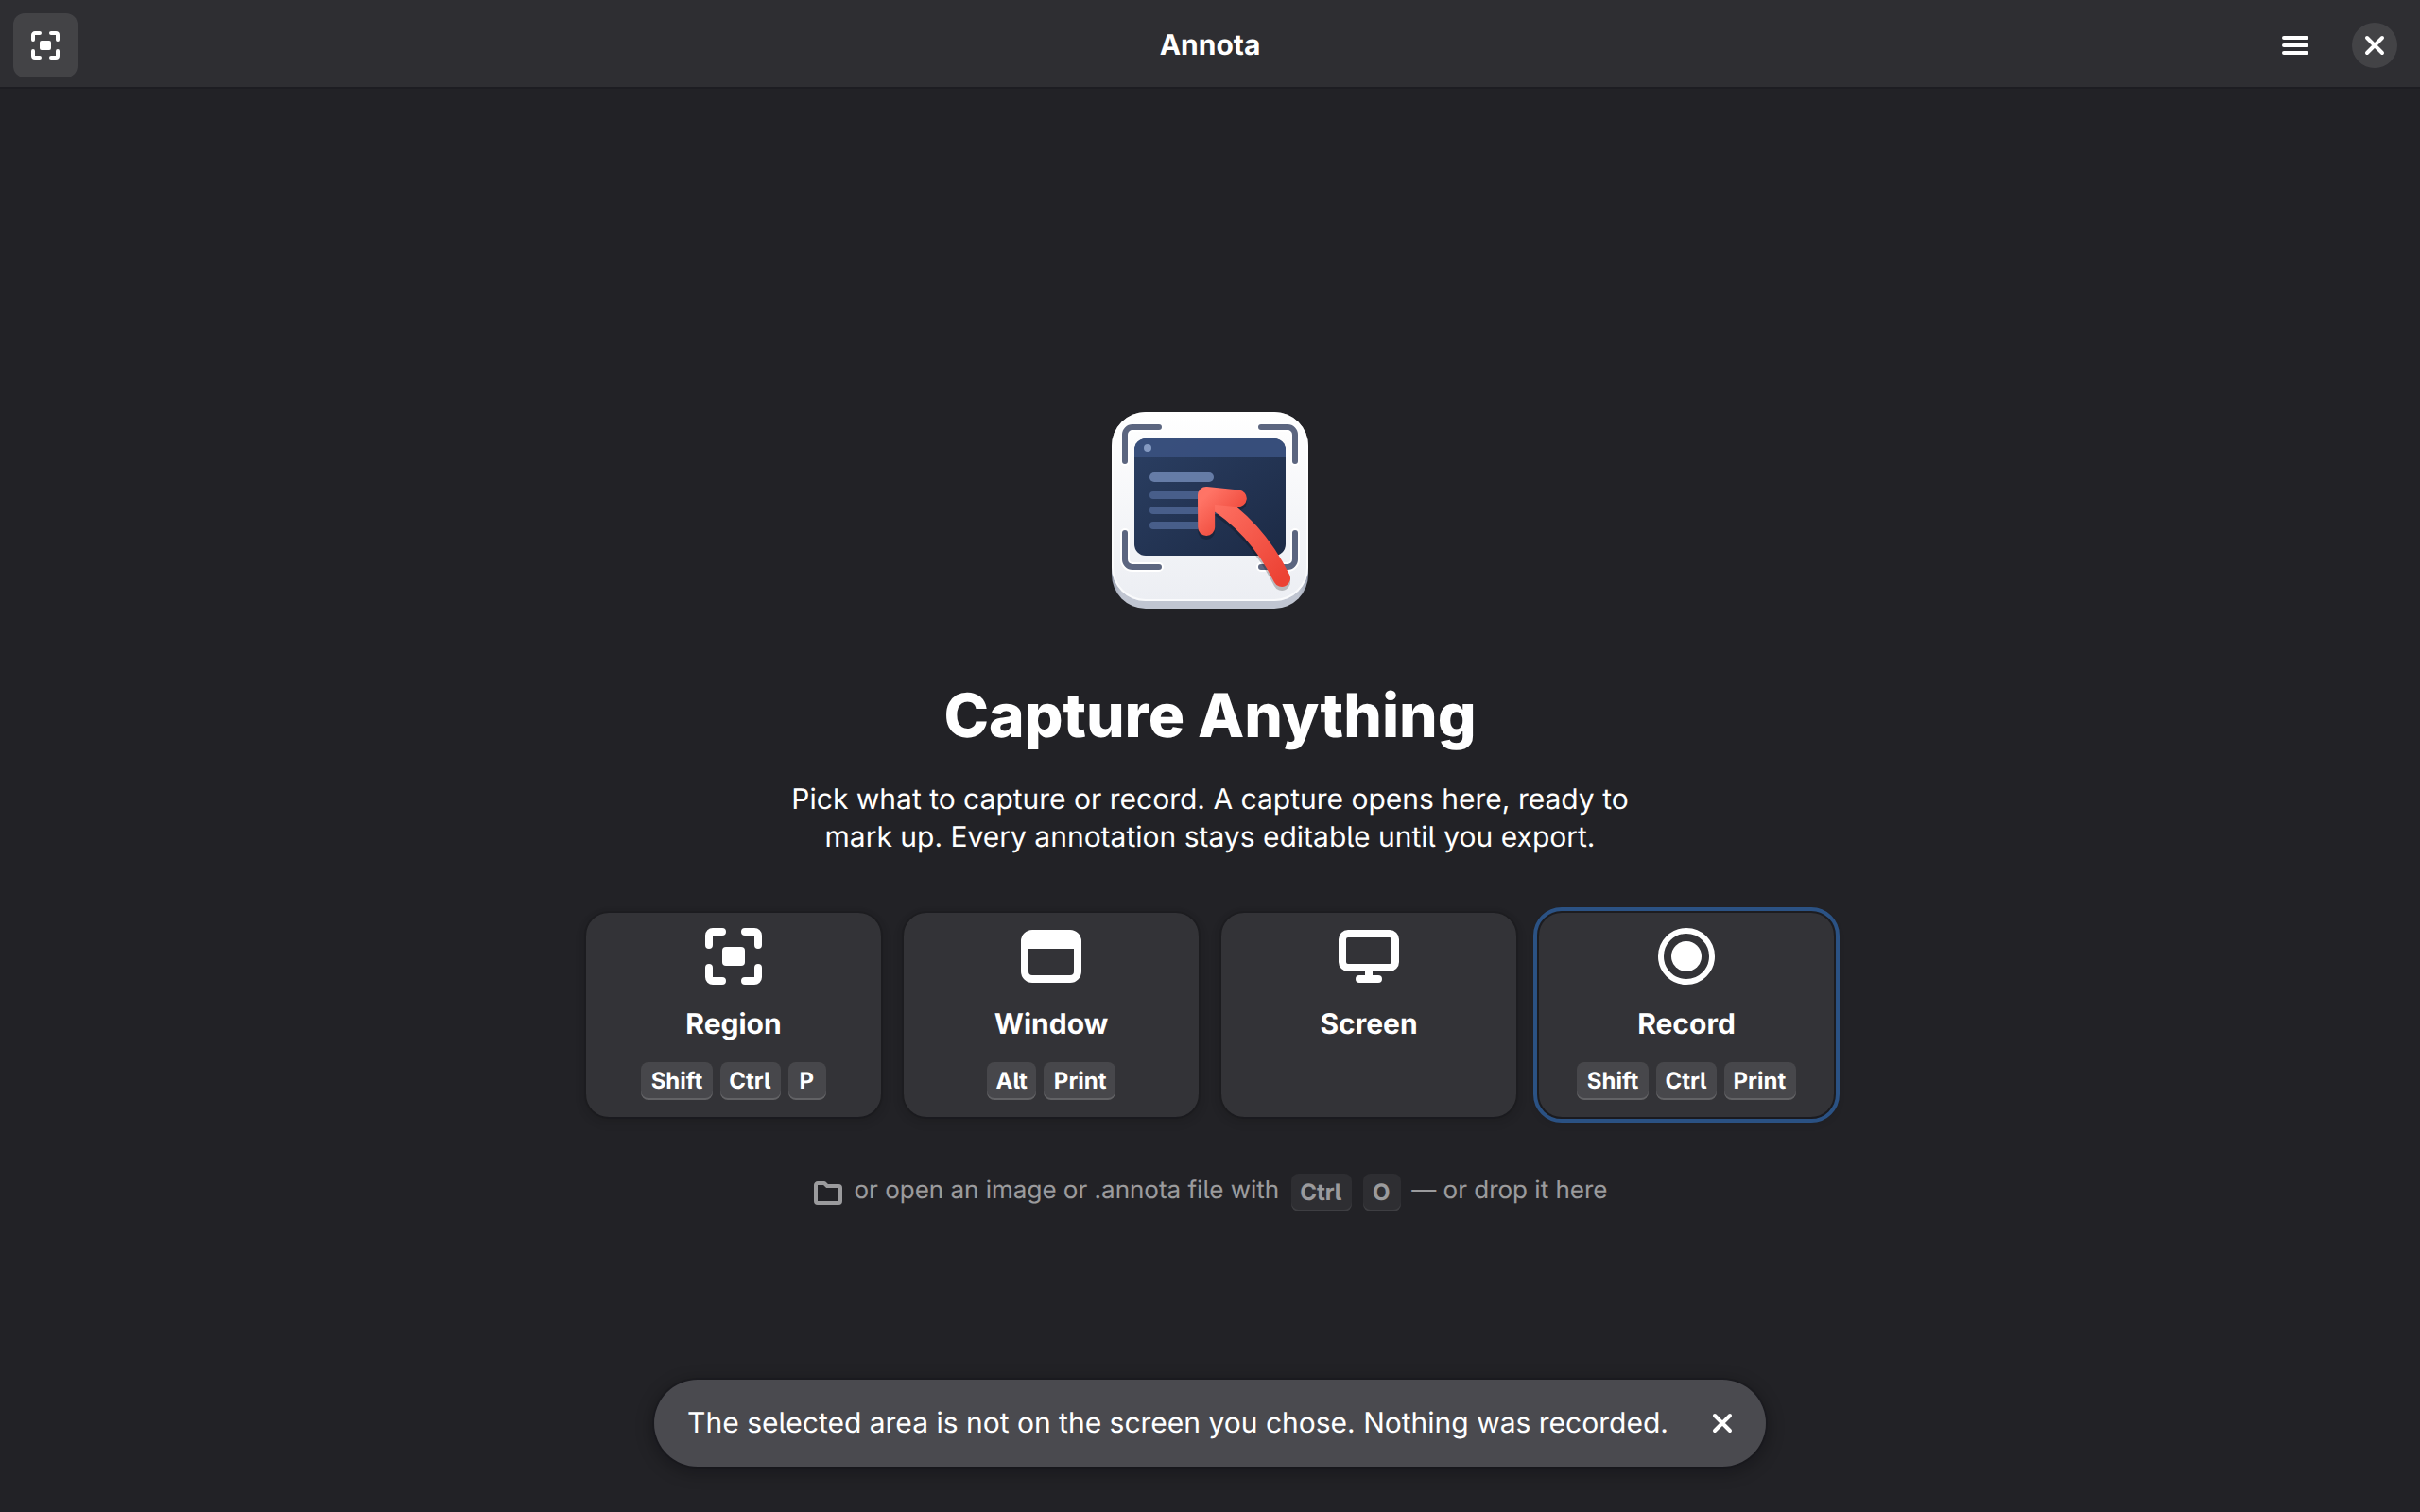 Annota
Capture Anything
Pick what to capture or record. A capture opens here, ready to
mark up. Every annotation stays editable until you export.
Region
Shift Ctrl P
Window
Alt Print
Screen
Record
Shift Ctrl Print
or open an image or .annota file with Ctrl O — or drop it here
The selected area is not on the screen you chose. Nothing was recorded.